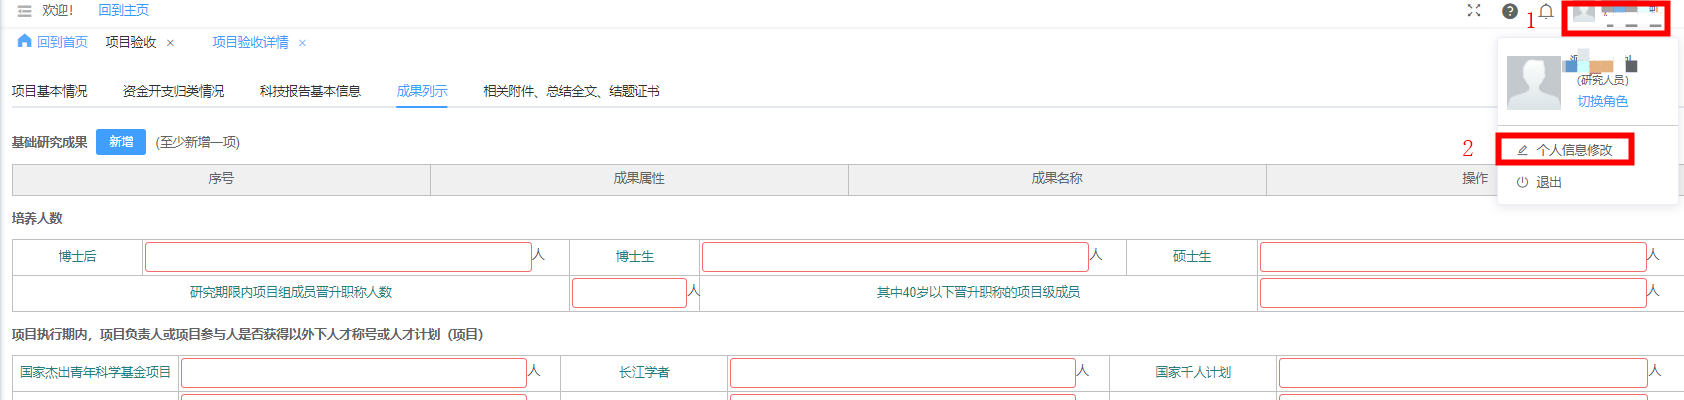 欢迎! 回到主页
1
回到首页 项目验收 × 项目验收详情 ×
(研究人员)
切换角色
项目基本情况 资金开支归类情况 科技报告基本信息 成果列示 相关附件、总结全文、结题证书
基础研究成果 新增 (至少新增一项)
2 个人信息修改
序号 成果属性 成果名称 操作
退出
培养人数
博士后 人 博士生 人 硕士生 人
研究期限内项目组成员晋升职称人数 人 其中40岁以下晋升职称的项目级成员 人
项目执行期内，项目负责人或项目参与人是否获得以外下人才称号或人才计划（项目）
国家杰出青年科学基金项目 人 长江学者 人 国家千人计划 人